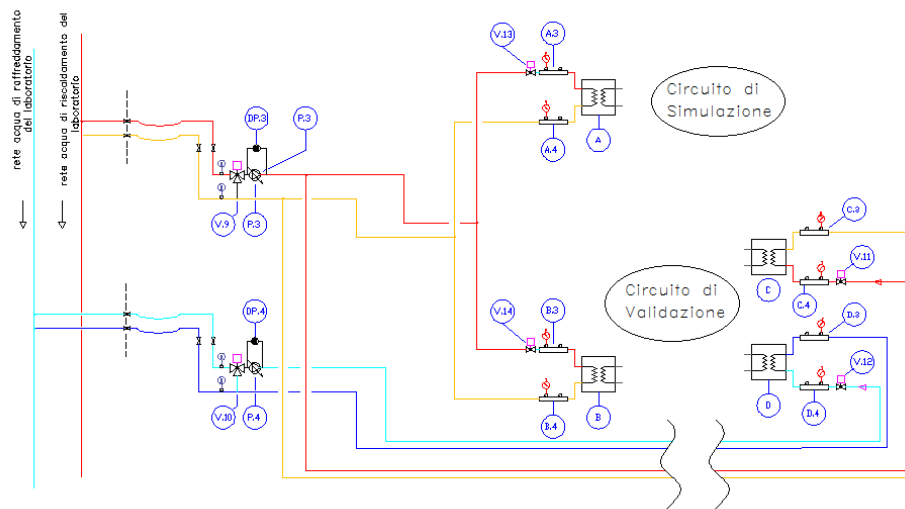 rete acqua di raffreddamento
del laboratorio
rete acqua di riscaldamento del
laboratorio
V.13
A.3
A.4
A
Circuito di
Simulazione
DP.3
P.3
V.9
P.3
C.3
V.11
C
C.4
Circuito di
Validazione
DP.4
V.10
P.4
V.14
B.3
B.4
B
D.3
V.12
D
D.4